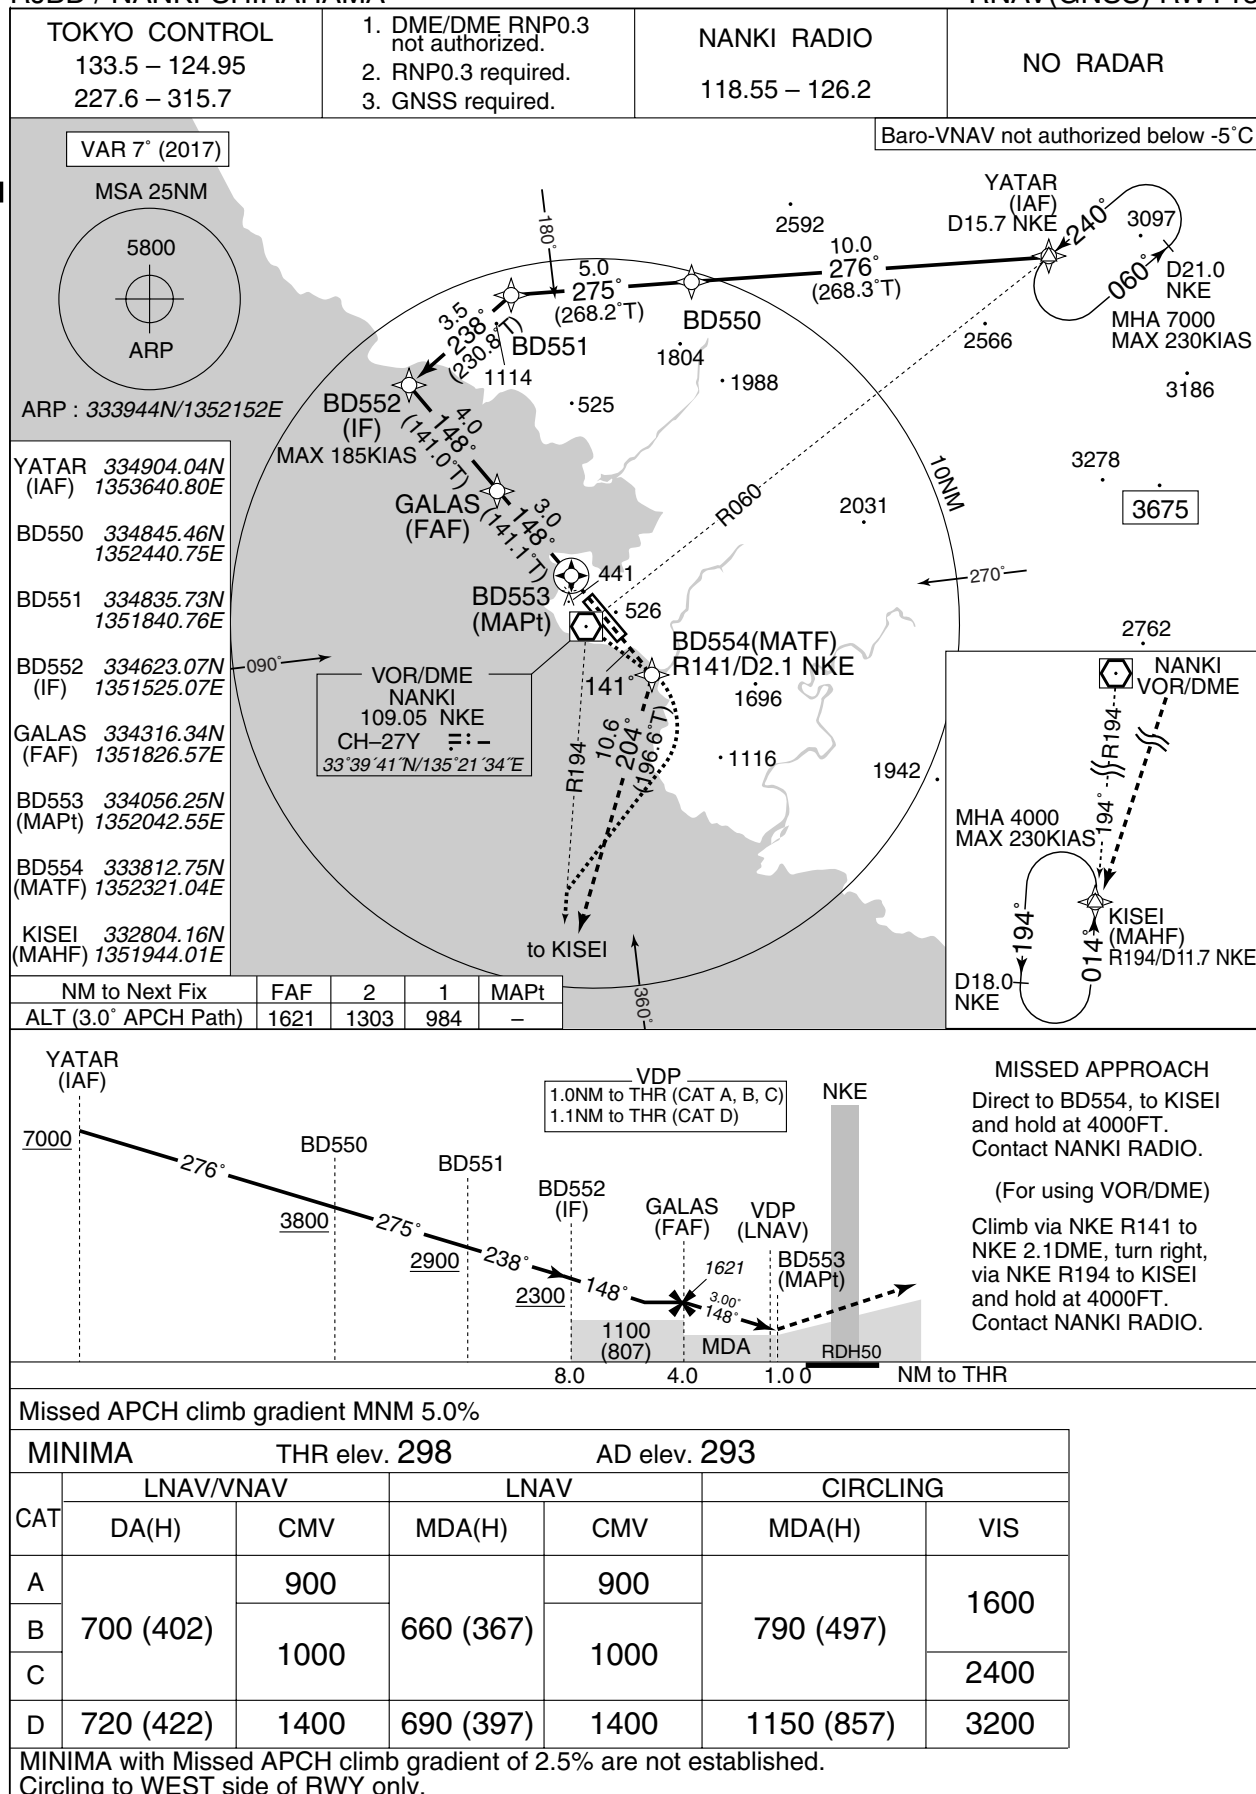 RJBD / NANKI-SHIRAHAMA
TOKYO CONTROL
133.5 – 124.95
227.6 – 315.7
1. DME/DME RNP0.3
not authorized.
2. RNP0.3 required.
3. GNSS required.
NANKI RADIO
118.55 – 126.2
NO RADAR
VAR 7° (2017)
Baro-VNAV not authorized below -5°C
MSA 25NM
5800
ARP
ARP : 333944N/1352152E
YATAR 334904.04N
(IAF) 1353640.80E
BD550 334845.46N
1352440.75E
BD551 334835.73N
1351840.76E
BD552 334623.07N
(IF) 1351525.07E
GALAS 334316.34N
(FAF) 1351826.57E
BD553 334056.25N
(MAPt) 1352042.55E
BD554 333812.75N
(MATF) 1352321.04E
KISEI 332804.16N
(MAHF) 1351944.01E
YATAR
(IAF)
D15.7 NKE
240°
3097
060°
D21.0
NKE
MHA 7000
MAX 230KIAS
2592
10.0
276°
(268.3°T)
180°
5.0
275°
(268.2°T)
BD550
3.5
238°
(230.8°T)
BD551
1114
1804
1988
525
2566
3186
BD552
(IF)
MAX 185KIAS
4.0
148°
(141.0°T)
GALAS
(FAF)
3.0
148°
(141.1°T)
R060
10NM
2031
3278
3675
270°
BD553
(MAPt)
441
526
BD554(MATF)
R141/D2.1 NKE
141°
1696
1116
1942
2762
090°
VOR/DME
NANKI
109.05 NKE
CH–27Y
33°39´41˝N/135°21´34˝E
R194
10.6
204°
(196.6°T)
to KISEI
360°
NANKI
VOR/DME
R194
194°
MHA 4000
MAX 230KIAS
194°
014°
KISEI
(MAHF)
R194/D11.7 NKE
D18.0
NKE
NM to Next Fix FAF 2 1 MAPt
ALT (3.0° APCH Path) 1621 1303 984 –
YATAR
(IAF)
7000
276°
BD550
3800
275°
BD551
2900
238°
BD552
(IF)
2300
148°
GALAS
(FAF)
1621
3.00°
148°
VDP
1.0NM to THR (CAT A, B, C)
1.1NM to THR (CAT D)
VDP
(LNAV)
BD553
(MAPt)
NKE
1100
(807)
MDA
RDH50
8.0 4.0 1.0 0 NM to THR
MISSED APPROACH
Direct to BD554, to KISEI
and hold at 4000FT.
Contact NANKI RADIO.
(For using VOR/DME)
Climb via NKE R141 to
NKE 2.1DME, turn right,
via NKE R194 to KISEI
and hold at 4000FT.
Contact NANKI RADIO.
Missed APCH climb gradient MNM 5.0%
MINIMA THR elev. 298 AD elev. 293
CAT LNAV/VNAV LNAV CIRCLING
DA(H) CMV MDA(H) CMV MDA(H) VIS
A 900 900
B 700 (402) 1000 660 (367) 1000 790 (497) 1600
C 2400
D 720 (422) 1400 690 (397) 1400 1150 (857) 3200
MINIMA with Missed APCH climb gradient of 2.5% are not established.
Circling to WEST side of RWY only.